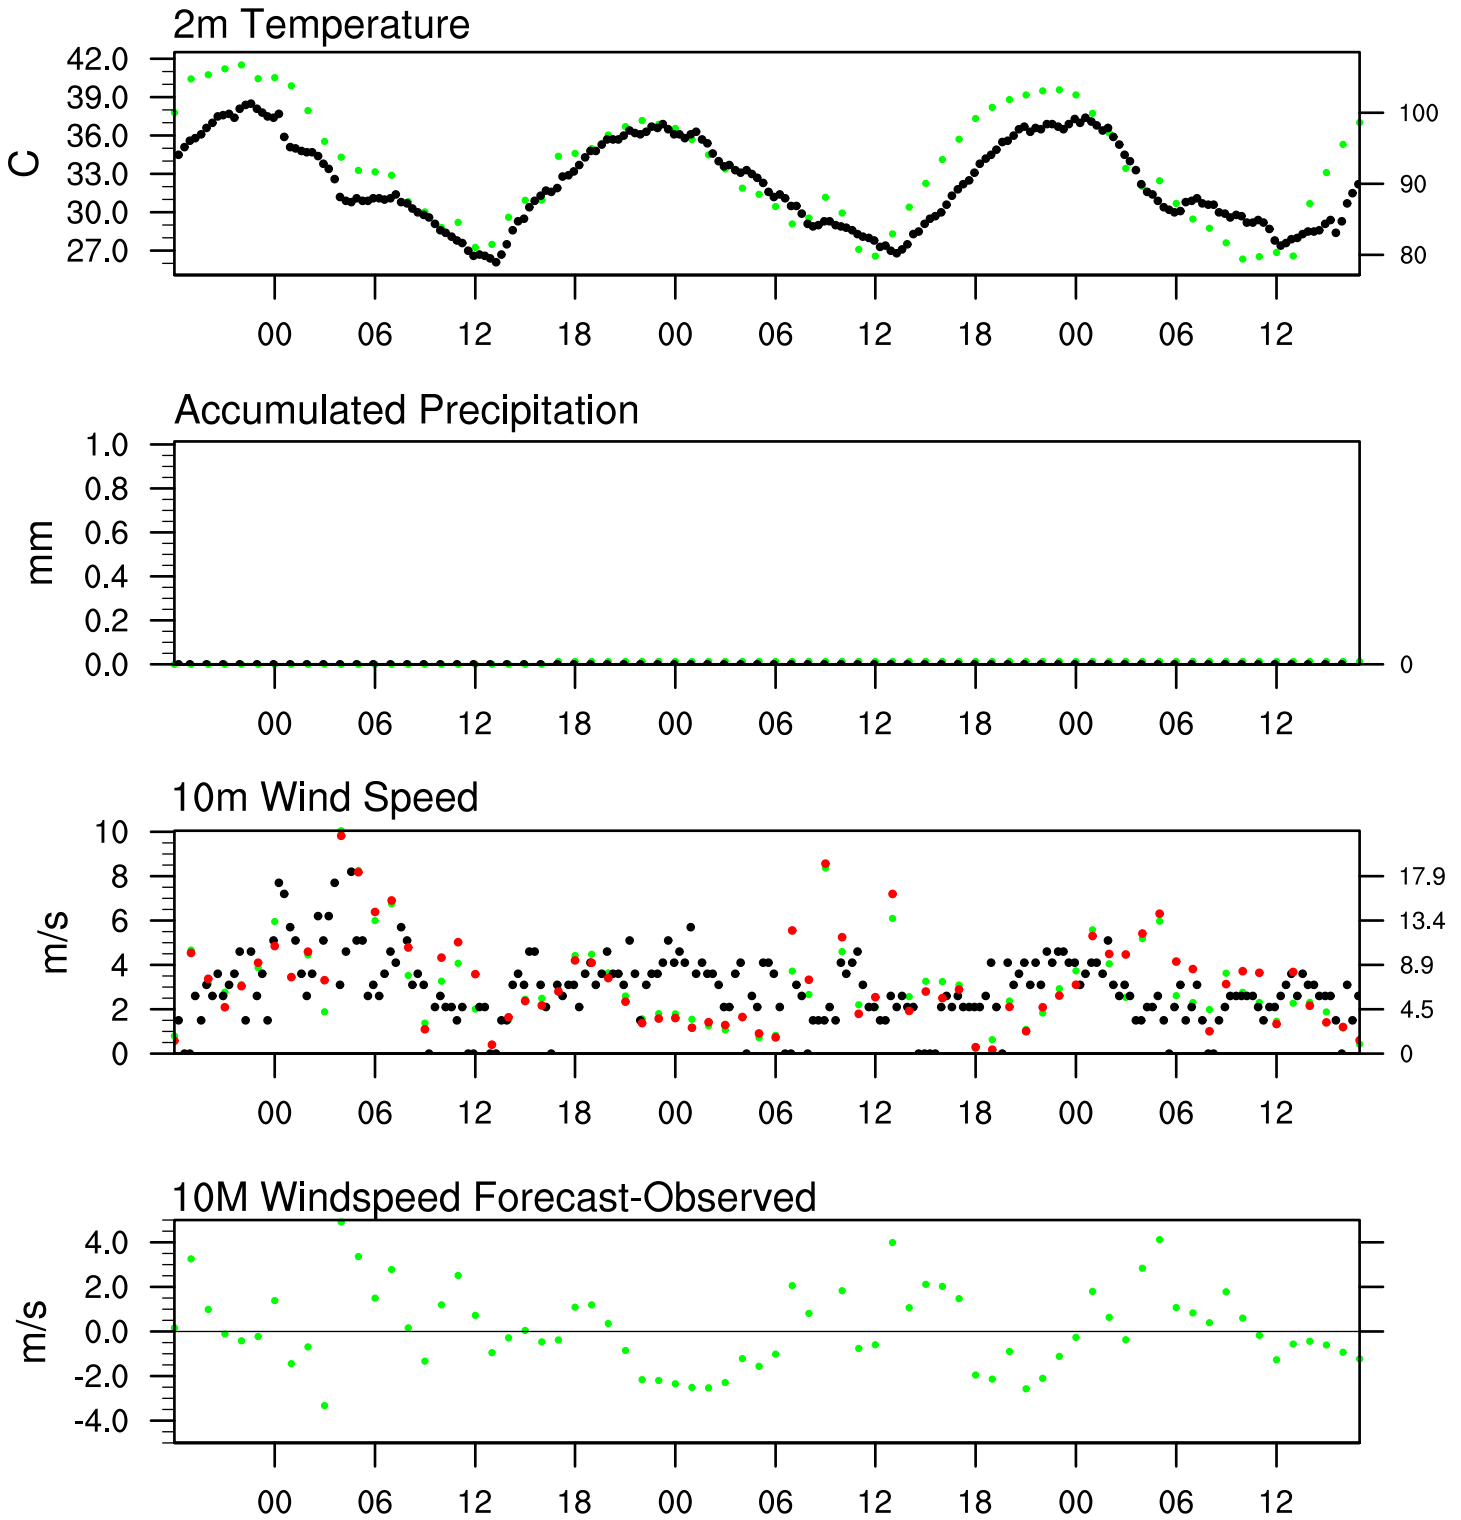 2m Temperature
42.0
39.0
36.0
33.0
30.0
27.0
C
100
90
80
00 06 12 18 00 06 12 18 00 06 12
Accumulated Precipitation
1.0
0.8
0.6
0.4
0.2
0.0
mm
0
00 06 12 18 00 06 12 18 00 06 12
10m Wind Speed
10
8
6
4
2
0
m/s
17.9
13.4
8.9
4.5
0
00 06 12 18 00 06 12 18 00 06 12
10M Windspeed Forecast-Observed
4.0
2.0
0.0
-2.0
-4.0
m/s
00 06 12 18 00 06 12 18 00 06 12